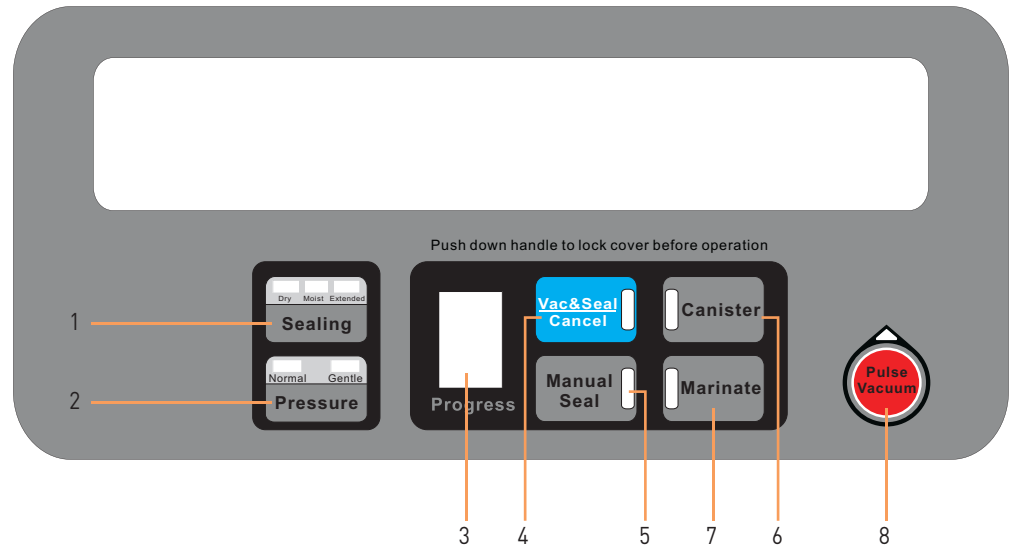 Push down handle to lock cover before operation
Dry Moist Extended
Sealing
Normal Gentle
Pressure
Progress
Vac&Seal
Cancel
Canister
Manual
Seal
Marinate
Pulse
Vacuum
1
2
3
4
5
7
6
8